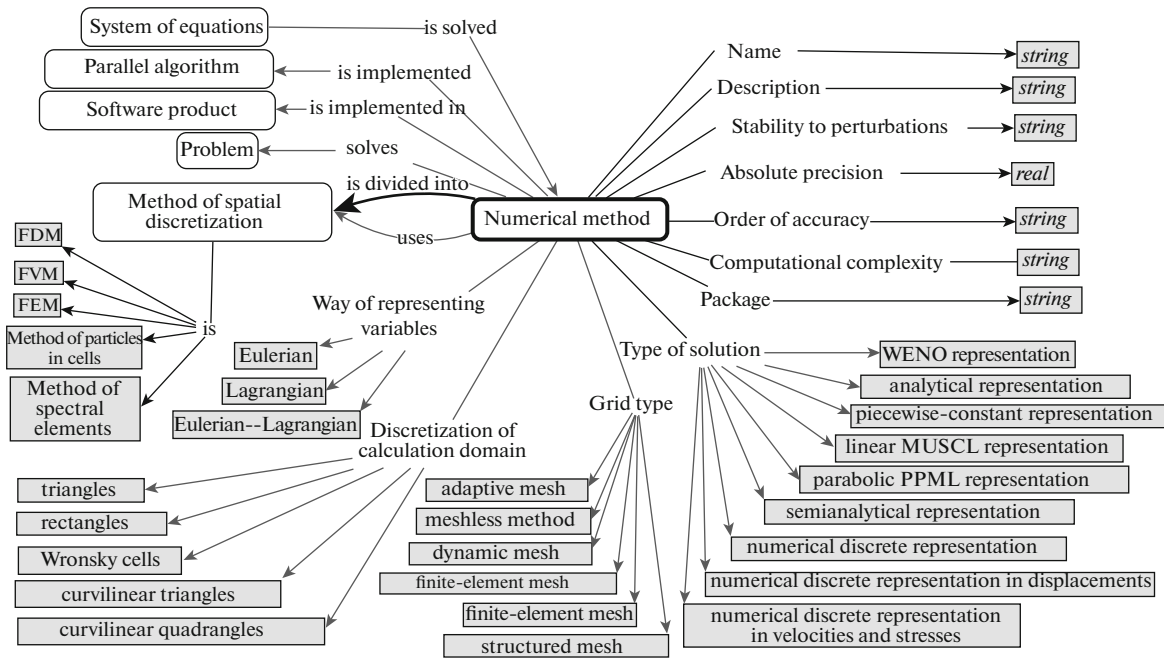 System of equations
is solved
Parallel algorithm
is implemented
Software product
is implemented in
Problem
solves
is divided into
Method of spatial
discretization
uses
Numerical method
Name
string
Description
string
Stability to perturbations
string
Absolute precision
real
Order of accuracy
string
Computational complexity
string
Package
string
FDM
FVM
FEM
Method of particles
in cells
Method of
spectral
elements
is
Way of representing
variables
Eulerian
Lagrangian
Eulerian--Lagrangian
Discretization of
calculation domain
triangles
rectangles
Wronsky cells
curvilinear triangles
curvilinear quadrangles
Grid type
adaptive mesh
meshless method
dynamic mesh
finite-element mesh
finite-element mesh
structured mesh
Type of solution
WENO representation
analytical representation
piecewise-constant representation
linear MUSCL representation
parabolic PPML representation
semianalytical representation
numerical discrete representation
numerical discrete representation in displacements
numerical discrete representation
in velocities and stresses